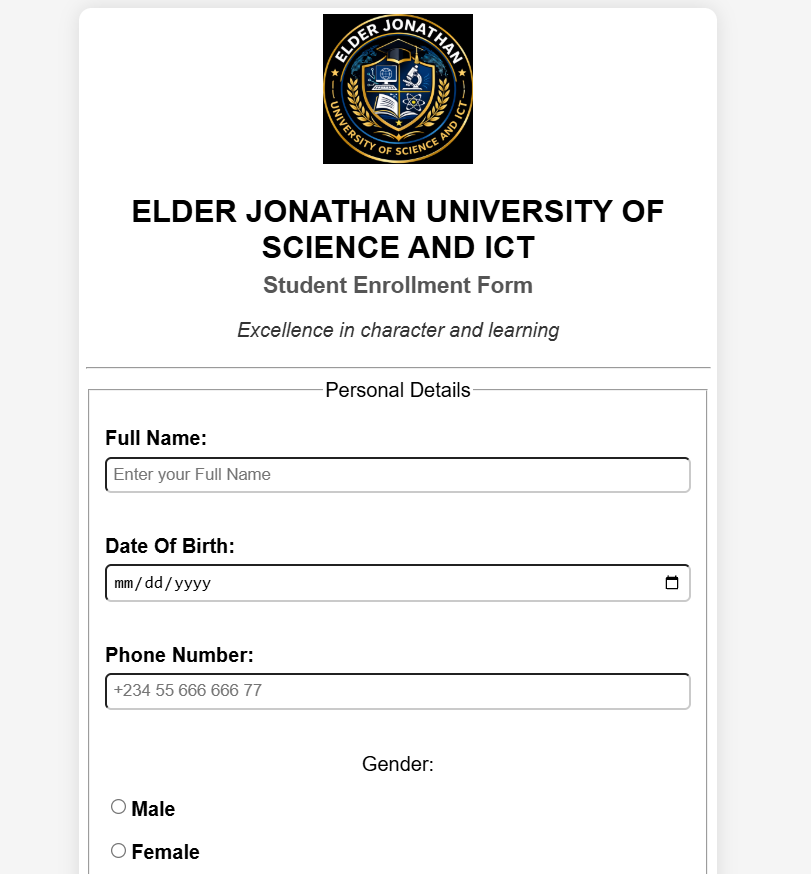 ELDER JONATHAN
UNIVERSITY OF SCIENCE AND ICT
ELDER JONATHAN UNIVERSITY OF
SCIENCE AND ICT
Student Enrollment Form
Excellence in character and learning
Personal Details
Full Name:
Enter your Full Name
Date Of Birth:
mm/dd/yyyy
Phone Number:
+234 55 666 666 77
Gender:
Male
Female